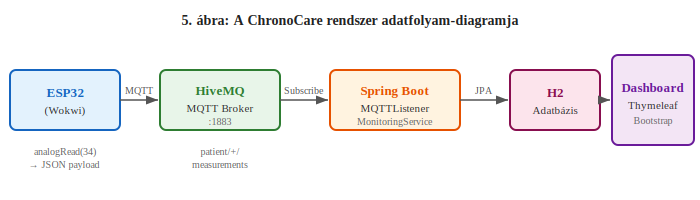 5. ábra: A ChronoCare rendszer adatfolyam-diagramja
ESP32
(Wokwi)
MQTT
HiveMQ
MQTT Broker
:1883
Subscribe
Spring Boot
MQTTListener
MonitoringService
JPA
H2
Adatbázis
Dashboard
Thymeleaf
Bootstrap
analogRead(34)
→ JSON payload
patient/+/
measurements